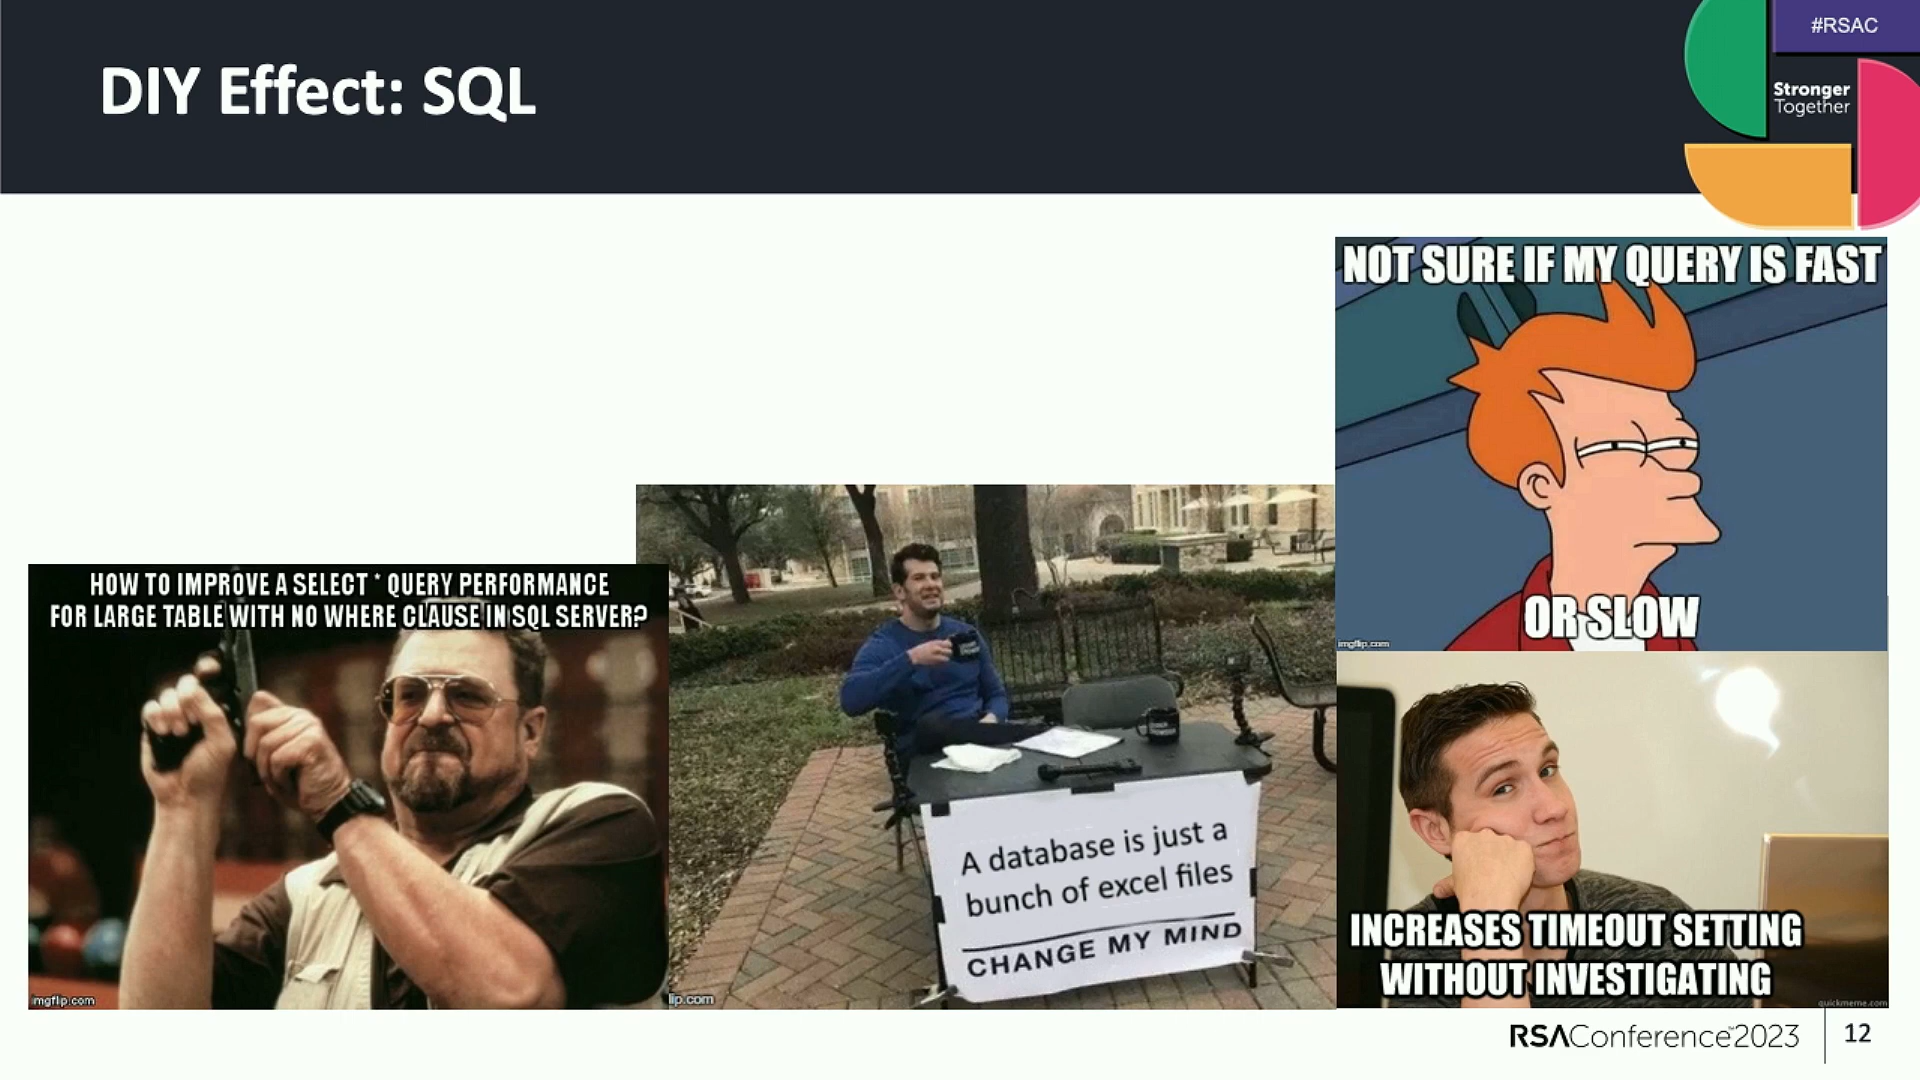 DIY Effect: SQL
#RSAC
Stronger
Together
NOT SURE IF MY QUERY IS FAST
OR SLOW
imgflip.com
HOW TO IMPROVE A SELECT * QUERY PERFORMANCE
FOR LARGE TABLE WITH NO WHERE CLAUSE IN SQL SERVER?
imgflip.com
A database is just a
bunch of excel files
CHANGE MY MIND
lip.com
INCREASES TIMEOUT SETTING
WITHOUT INVESTIGATING
quickmeme.com
RSAConference™2023
12